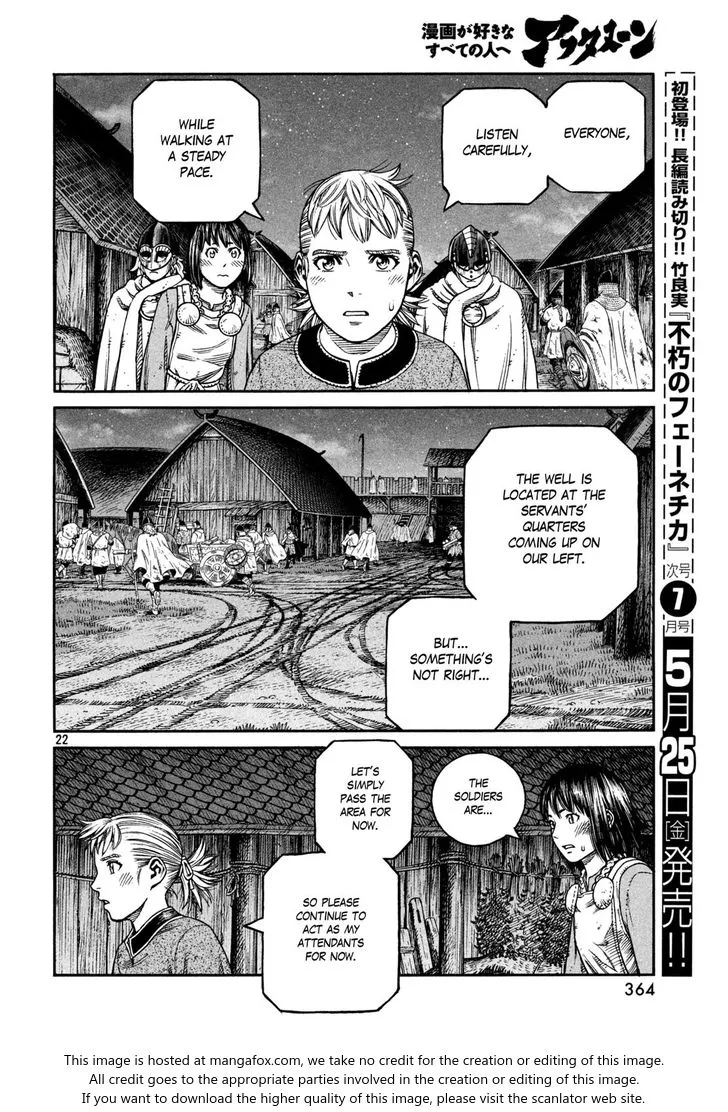 漫画が好きな
すべての人へ
アフタヌーン
EVERYONE,
LISTEN
CAREFULLY,
WHILE
WALKING AT
A STEADY
PACE.
THE WELL IS
LOCATED AT THE
SERVANTS'
QUARTERS
COMING UP ON
OUR LEFT.
BUT...
SOMETHING'S
NOT RIGHT...
22
THE
SOLDIERS
ARE...
LET'S
SIMPLY
PASS THE
AREA FOR
NOW.
SO PLEASE
CONTINUE TO
ACT AS MY
ATTENDANTS
FOR NOW.
初登場!! 長編読み切り!! 竹良実『不朽のフェーネチカ』次号7月号5月25日[金]発売!!
364
This image is hosted at mangafox.com, we take no credit for the creation or editing of this image.
All credit goes to the appropriate parties involved in the creation or editing of this image.
If you want to download the higher quality of this image, please visit the scanlator web site.